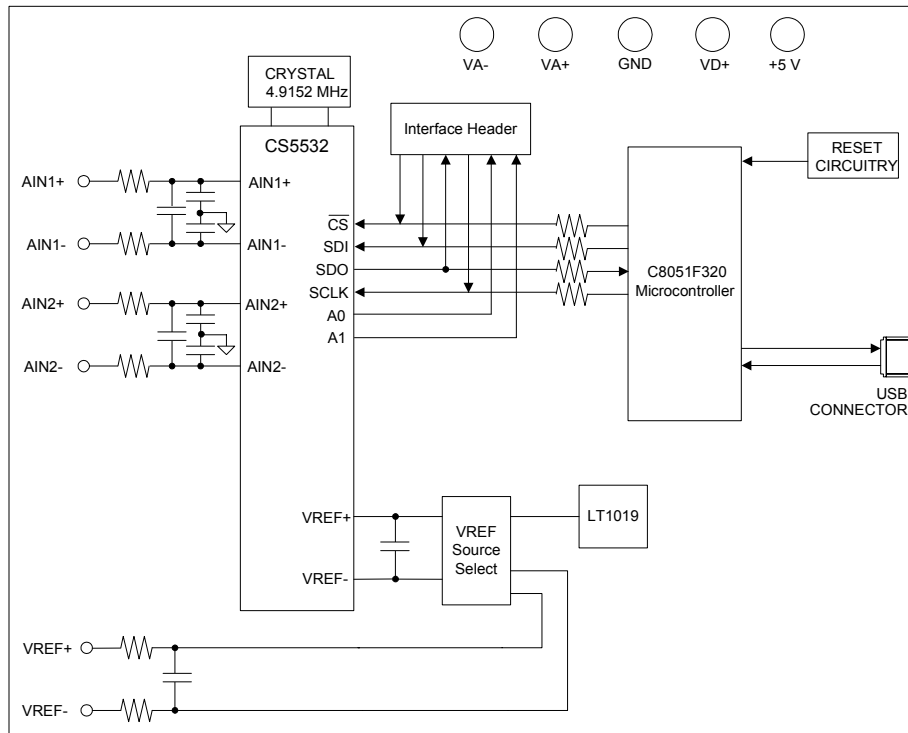 VA-
VA+
GND
VD+
+5 V
CRYSTAL
4.9152 MHz
Interface Header
CS5532
RESET
CIRCUITRY
AIN1+
AIN1+
AIN1-
AIN1-
AIN2+
AIN2+
AIN2-
AIN2-
CS
SDI
SDO
SCLK
A0
A1
C8051F320
Microcontroller
USB
CONNECTOR
VREF+
VREF-
VREF
Source
Select
LT1019
VREF+
VREF-